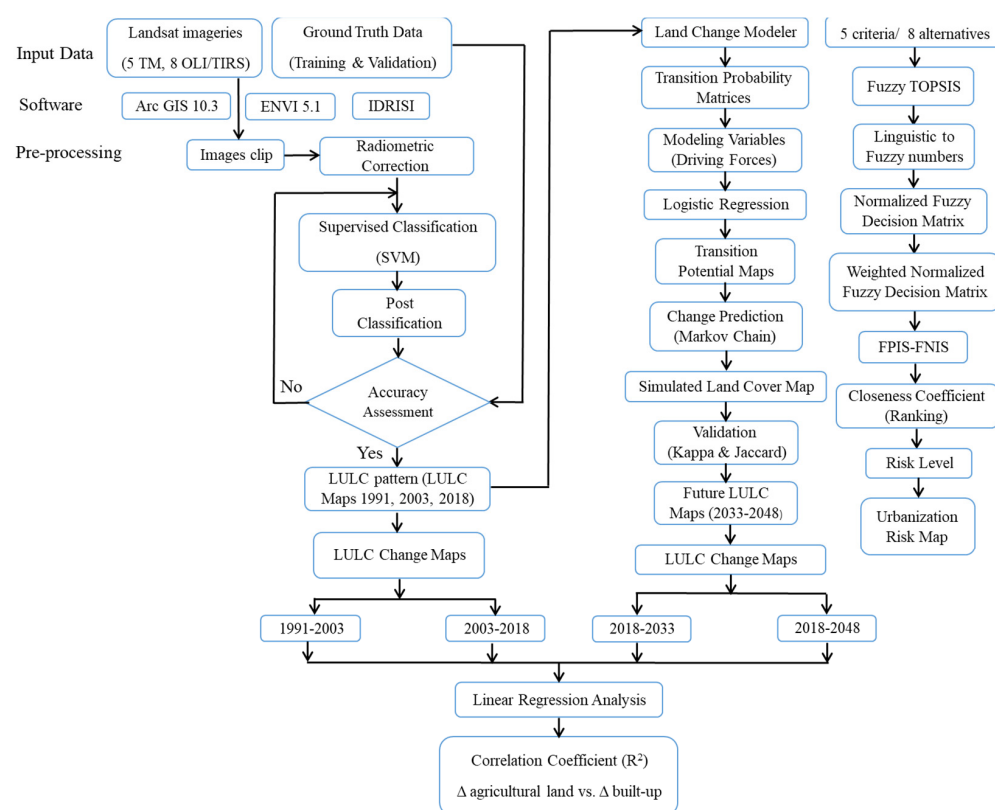 Input Data
Landsat imageries
(5 TM, 8 OLI/TIRS)
Ground Truth Data
(Training & Validation)
Software
Arc GIS 10.3
ENVI 5.1
IDRISI
Pre-processing
Images clip
Radiometric
Correction
Supervised Classification
(SVM)
Post
Classification
No
Accuracy
Assessment
Yes
LULC pattern (LULC
Maps 1991, 2003, 2018)
LULC Change Maps
1991-2003
2003-2018
Land Change Modeler
Transition Probability
Matrices
Modeling Variables
(Driving Forces)
Logistic Regression
Transition
Potential Maps
Change Prediction
(Markov Chain)
Simulated Land Cover Map
Validation
(Kappa & Jaccard)
Future LULC
Maps (2033-2048)
LULC Change Maps
2018-2033
2018-2048
5 criteria/ 8 alternatives
Fuzzy TOPSIS
Linguistic to
Fuzzy numbers
Normalized Fuzzy
Decision Matrix
Weighted Normalized
Fuzzy Decision Matrix
FPIS-FNIS
Closeness Coefficient
(Ranking)
Risk Level
Urbanization
Risk Map
Linear Regression Analysis
Correlation Coefficient (R²)
Δ agricultural land vs. Δ built-up